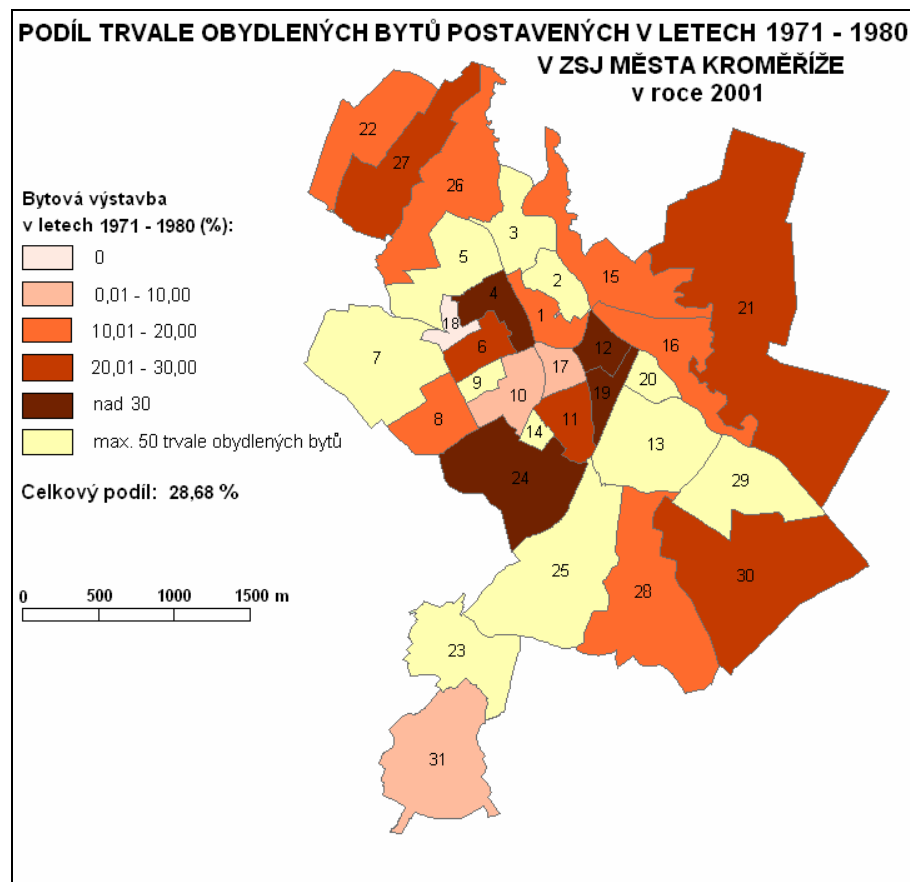 PODÍL TRVALE OBYDLENÝCH BYTŮ POSTAVENÝCH V LETECH 1971 - 1980
V ZSJ MĚSTA KROMĚŘÍŽE
v roce 2001
Bytová výstavba
v letech 1971 - 1980 (%):
0
0,01 - 10,00
10,01 - 20,00
20,01 - 30,00
nad 30
max. 50 trvale obydlených bytů
Celkový podíl: 28,68 %
0 500 1000 1500 m
22
27
26
3
5
2
15
4
21
1
18
6
12
16
7
17
9
20
10
19
8
11
14
13
24
29
25
30
28
23
31